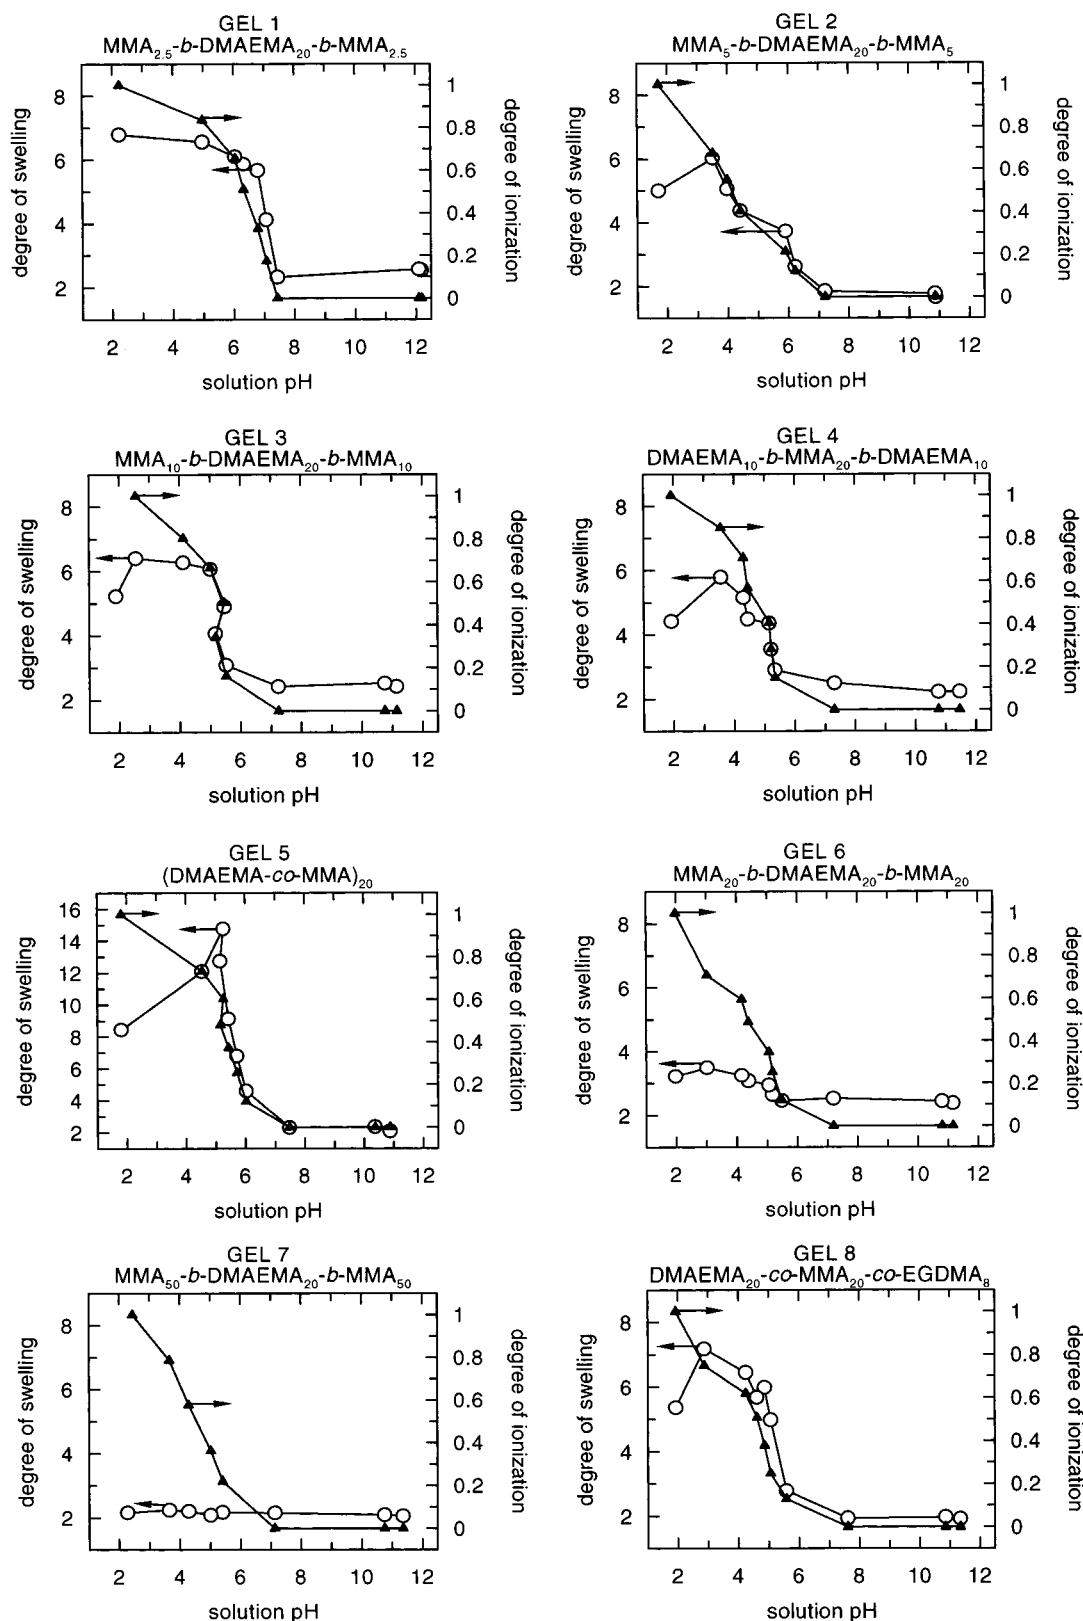 GEL 1
MMA2.5-b-DMAEMA20-b-MMA2.5
degree of swelling
8
6
4
2
1
0.8
0.6
0.4
0.2
0
degree of ionization
2 4 6 8 10 12
solution pH
GEL 2
MMA5-b-DMAEMA20-b-MMA5
degree of swelling
8
6
4
2
1
0.8
0.6
0.4
0.2
0
degree of ionization
2 4 6 8 10 12
solution pH
GEL 3
MMA10-b-DMAEMA20-b-MMA10
degree of swelling
8
6
4
2
1
0.8
0.6
0.4
0.2
0
degree of ionization
2 4 6 8 10 12
solution pH
GEL 4
DMAEMA10-b-MMA20-b-DMAEMA10
degree of swelling
8
6
4
2
1
0.8
0.6
0.4
0.2
0
degree of ionization
2 4 6 8 10 12
solution pH
GEL 5
(DMAEMA-co-MMA)20
degree of swelling
16
14
12
10
8
6
4
2
1
0.8
0.6
0.4
0.2
0
degree of ionization
2 4 6 8 10 12
solution pH
GEL 6
MMA20-b-DMAEMA20-b-MMA20
degree of swelling
8
6
4
2
1
0.8
0.6
0.4
0.2
0
degree of ionization
2 4 6 8 10 12
solution pH
GEL 7
MMA50-b-DMAEMA20-b-MMA50
degree of swelling
8
6
4
2
1
0.8
0.6
0.4
0.2
0
degree of ionization
2 4 6 8 10 12
solution pH
GEL 8
DMAEMA20-co-MMA20-co-EGDMA8
degree of swelling
8
6
4
2
1
0.8
0.6
0.4
0.2
0
degree of ionization
2 4 6 8 10 12
solution pH